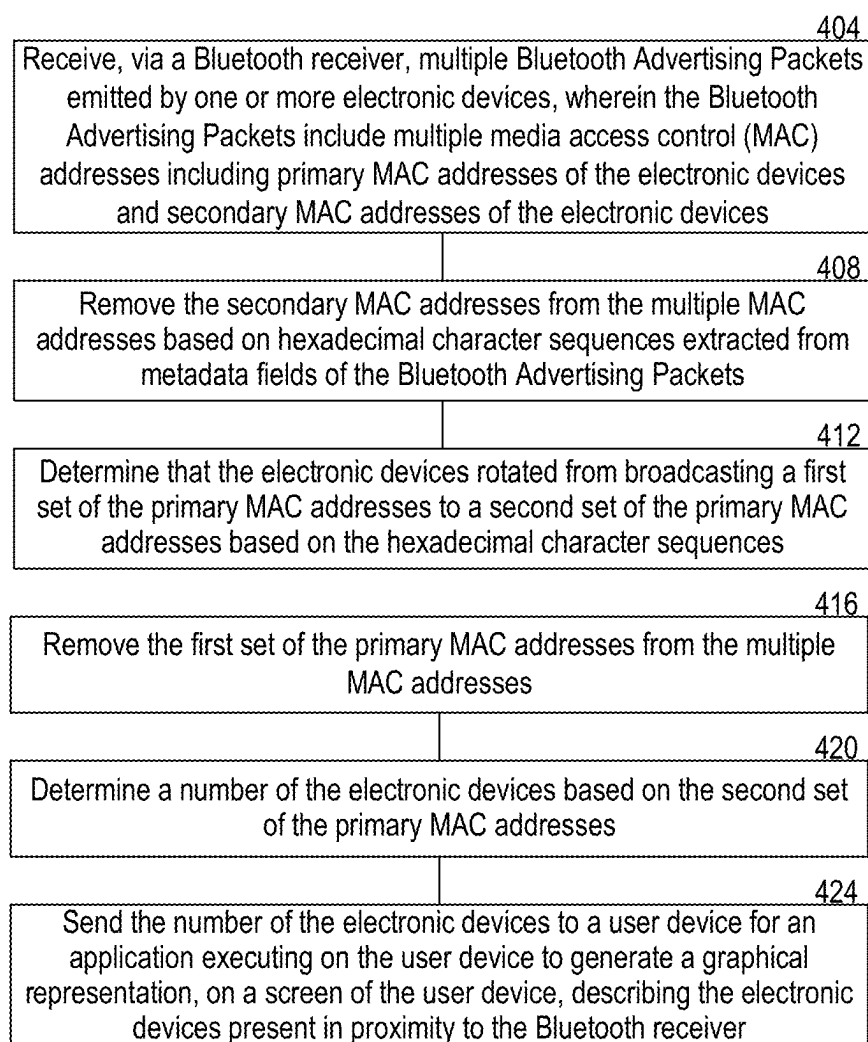 404
Receive, via a Bluetooth receiver, multiple Bluetooth Advertising Packets
emitted by one or more electronic devices, wherein the Bluetooth
Advertising Packets include multiple media access control (MAC)
addresses including primary MAC addresses of the electronic devices
and secondary MAC addresses of the electronic devices
408
Remove the secondary MAC addresses from the multiple MAC
addresses based on hexadecimal character sequences extracted from
metadata fields of the Bluetooth Advertising Packets
412
Determine that the electronic devices rotated from broadcasting a first
set of the primary MAC addresses to a second set of the primary MAC
addresses based on the hexadecimal character sequences
416
Remove the first set of the primary MAC addresses from the multiple
MAC addresses
420
Determine a number of the electronic devices based on the second set
of the primary MAC addresses
424
Send the number of the electronic devices to a user device for an
application executing on the user device to generate a graphical
representation, on a screen of the user device, describing the electronic
devices present in proximity to the Bluetooth receiver